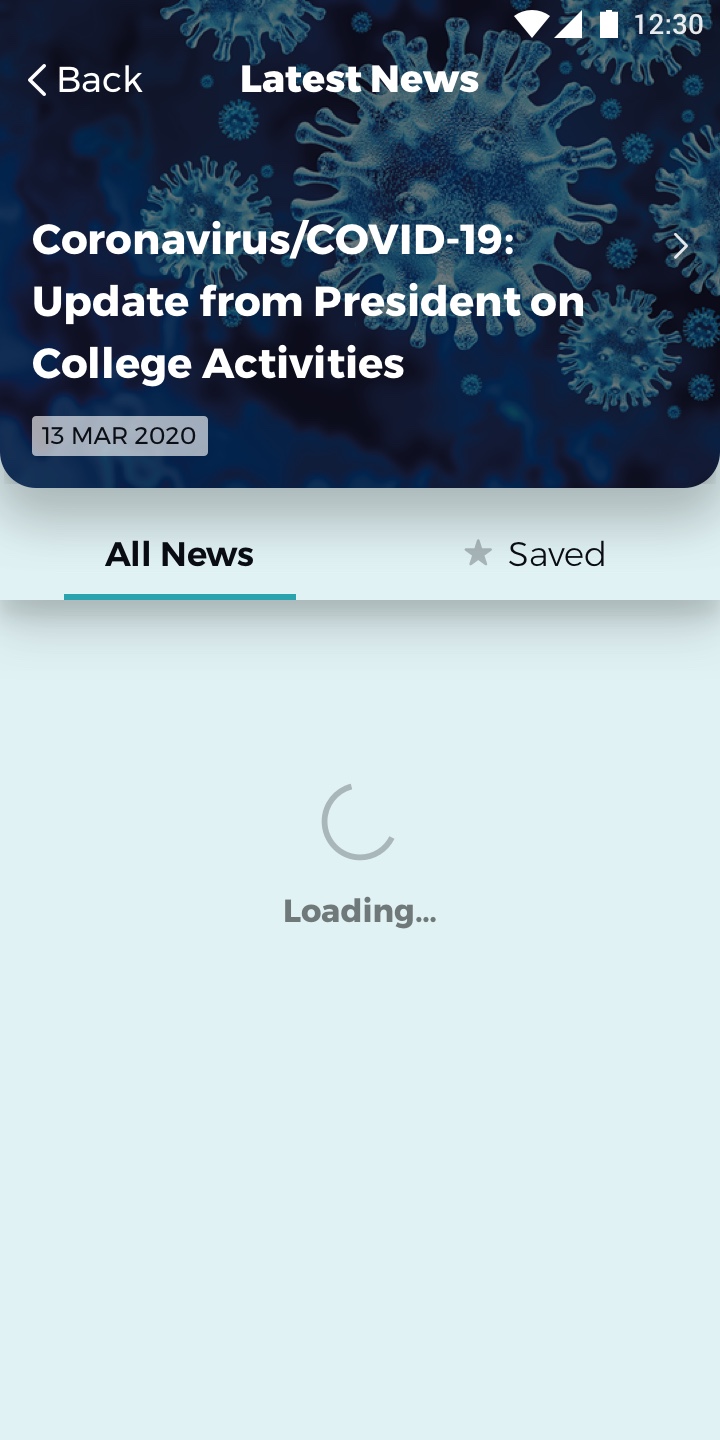 12:30
Back
Latest News
Coronavirus/COVID-19:
Update from President on
College Activities
13 MAR 2020
All News
Saved
Loading...